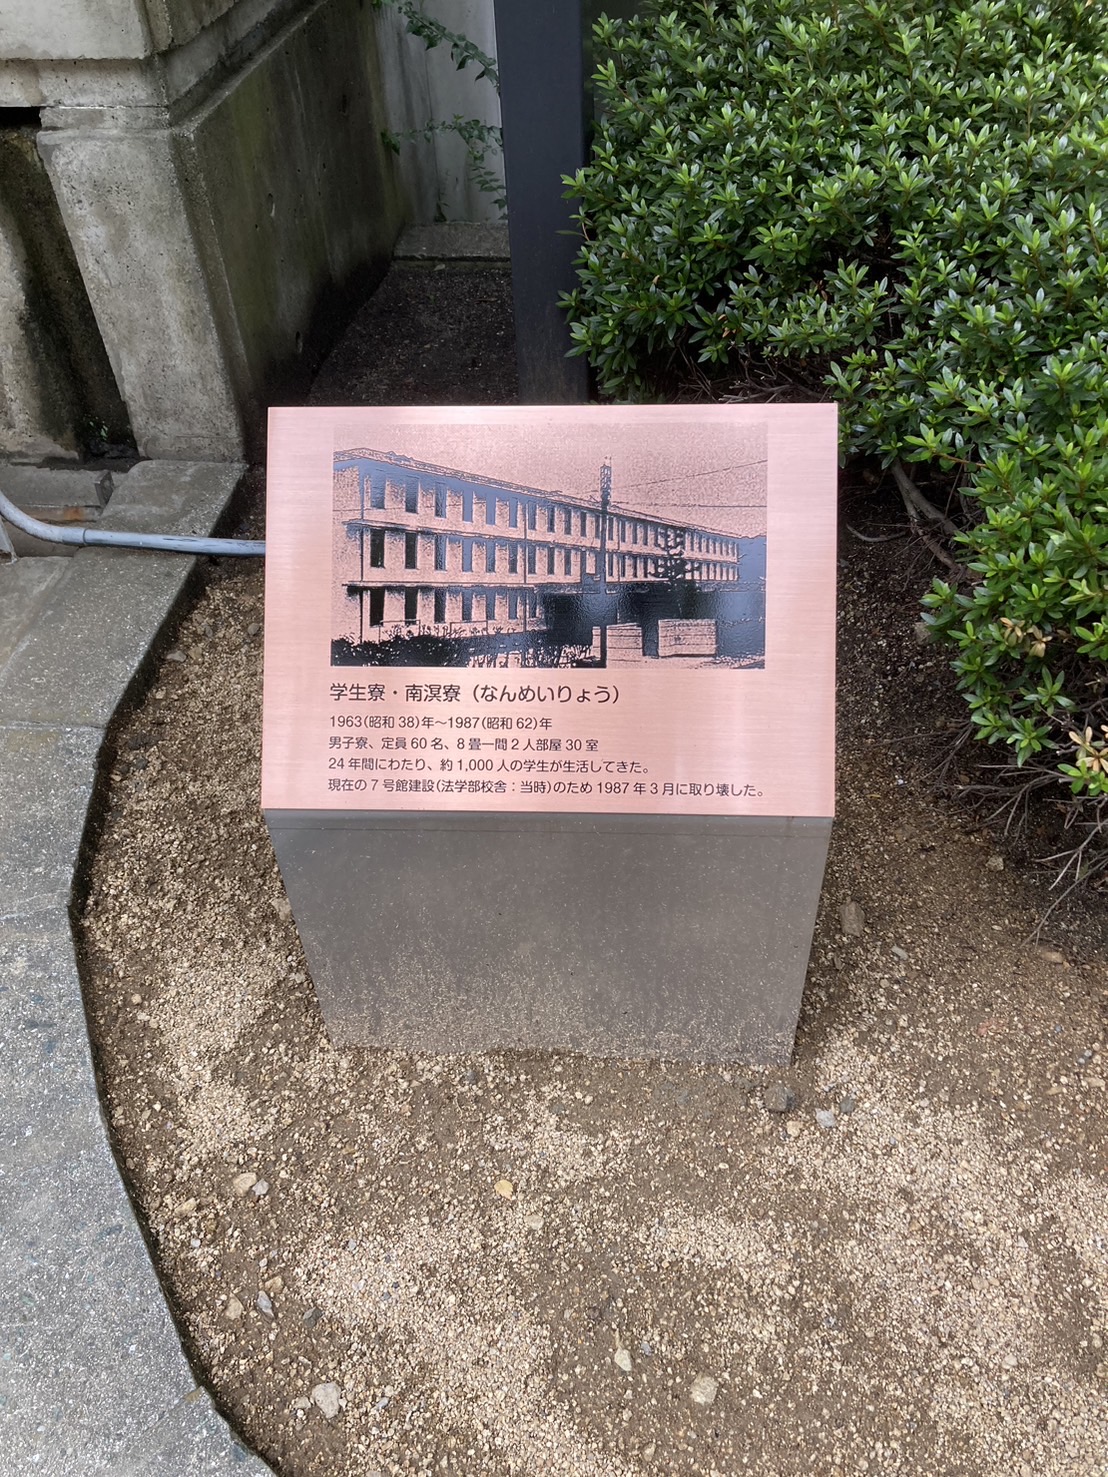 学生寮・南溟寮（なんめいりょう）
1963(昭和 38)年～1987(昭和 62)年
男子寮、定員 60 名、8 畳一間 2 人部屋 30 室
24 年間にわたり、約 1,000 人の学生が生活してきた。
現在の 7 号館建設(法学部校舎：当時)のため 1987 年 3 月に取り壊した。